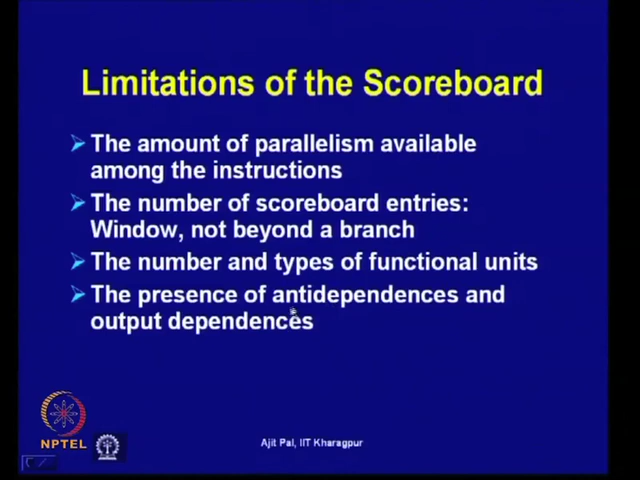 Limitations of the Scoreboard
The amount of parallelism available
among the instructions
The number of scoreboard entries:
Window, not beyond a branch
The number and types of functional units
The presence of antidependences and
output dependences
NPTEL
Ajit Pal, IIT Kharagpur